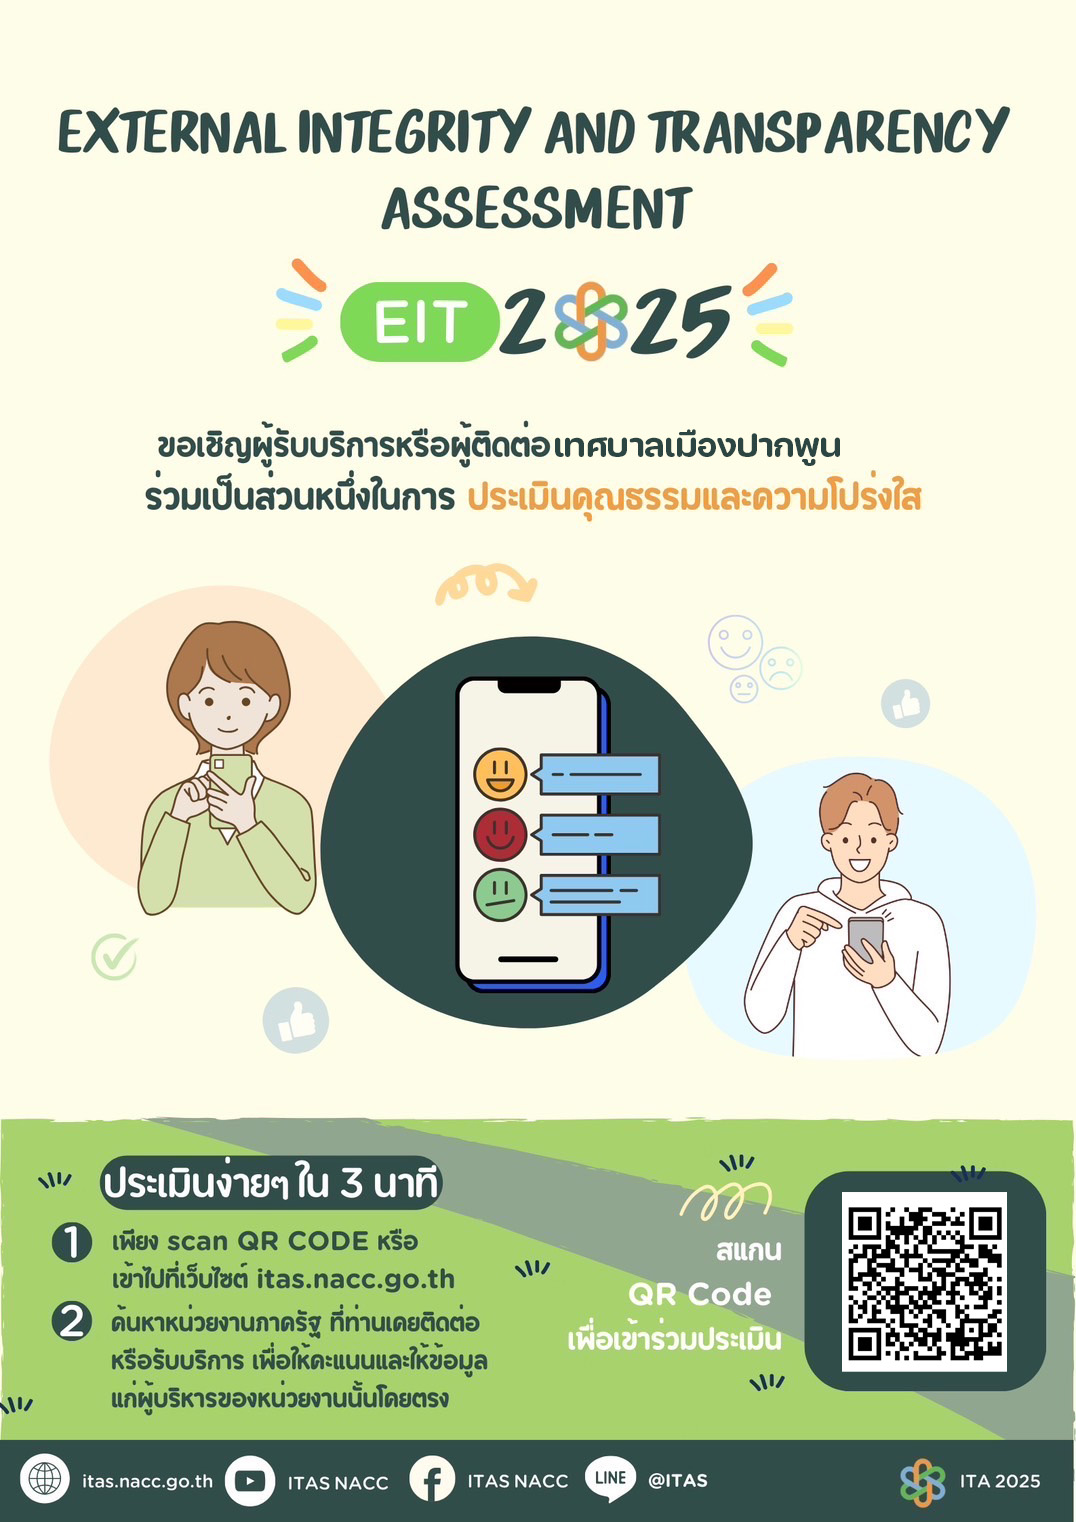 EXTERNAL INTEGRITY AND TRANSPARENCY
ASSESSMENT
EIT 2025
ขอเชิญผู้รับบริการหรือผู้ติดต่อเทศบาลเมืองปากพูน
ร่วมเป็นส่วนหนึ่งในการ ประเมินคุณธรรมและความโปร่งใส
ประเมินง่ายๆ ใน 3 นาที
1 เพียง scan QR CODE หรือ
เข้าไปที่เว็บไซต์ itas.nacc.go.th
2 ค้นหาหน่วยงานภาครัฐ ที่ท่านเคยติดต่อ
หรือรับบริการ เพื่อให้คะแนนและให้ข้อมูล
แก่ผู้บริหารของหน่วยงานนั้นโดยตรง
สแกน
QR Code
เพื่อเข้าร่วมประเมิน
itas.nacc.go.th ITAS NACC ITAS NACC LINE @ITAS ITA 2025